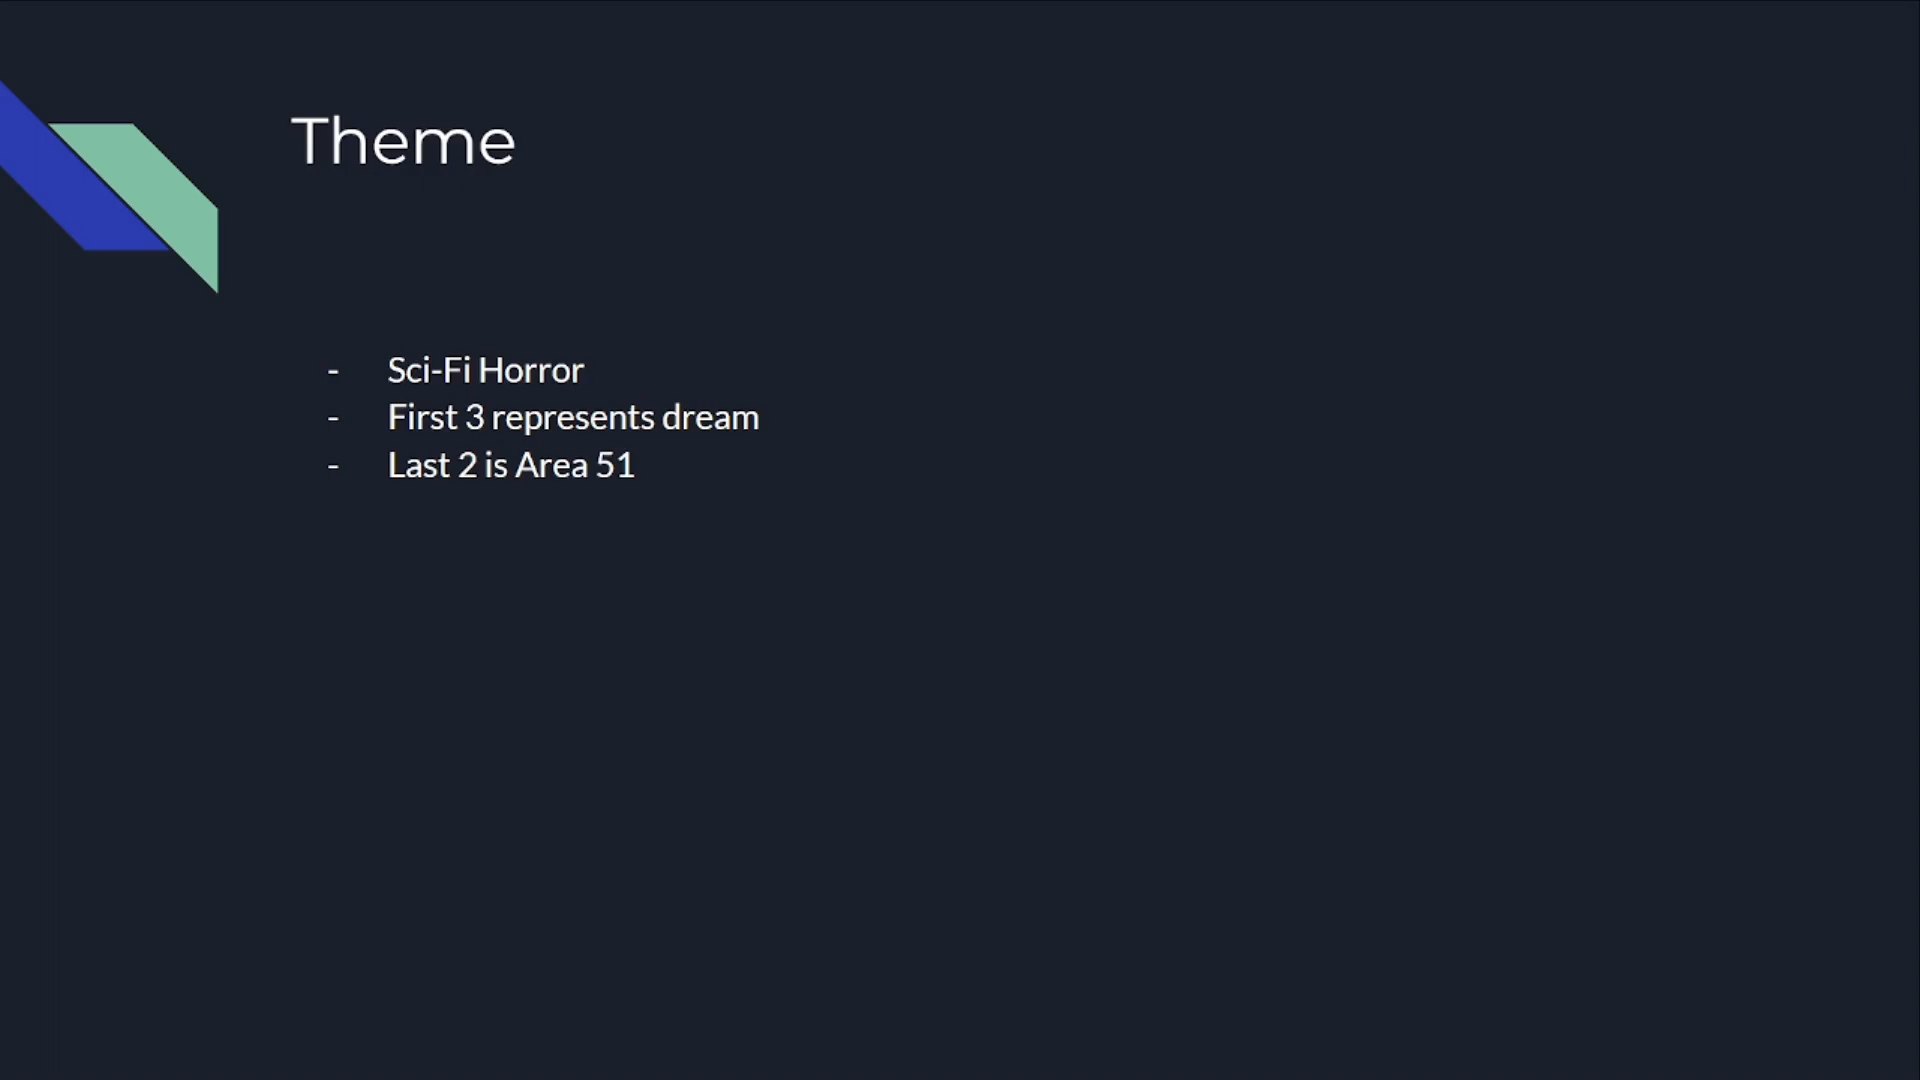 Theme
- Sci-Fi Horror
- First 3 represents dream
- Last 2 is Area 51